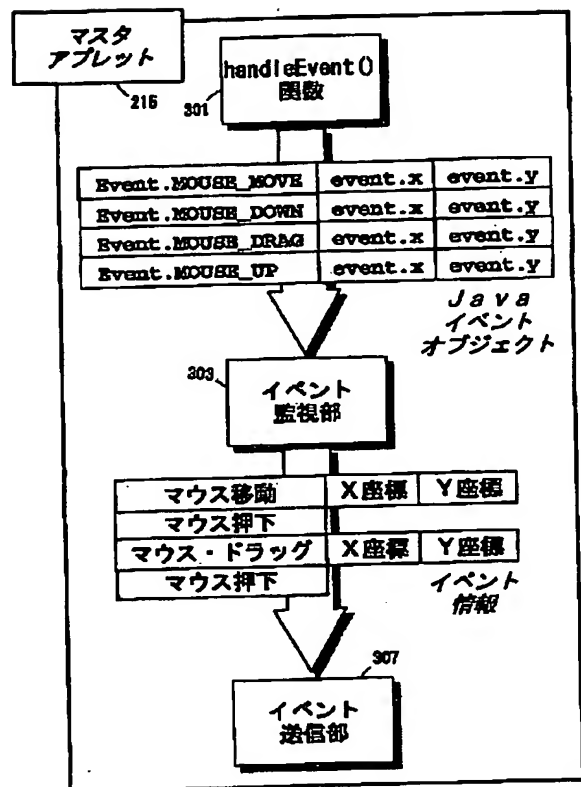 マスタ
アプレット
216
handleEvent()
関数
301
Event.MOUSE_MOVE event.x event.y
Event.MOUSE_DOWN event.x event.y
Event.MOUSE_DRAG event.x event.y
Event.MOUSE_UP event.x event.y
Java
イベント
オブジェクト
303
イベント
監視部
マウス移動 X座標 Y座標
マウス押下
マウス・ドラッグ X座標 Y座標
マウス押下
イベント
情報
307
イベント
送信部